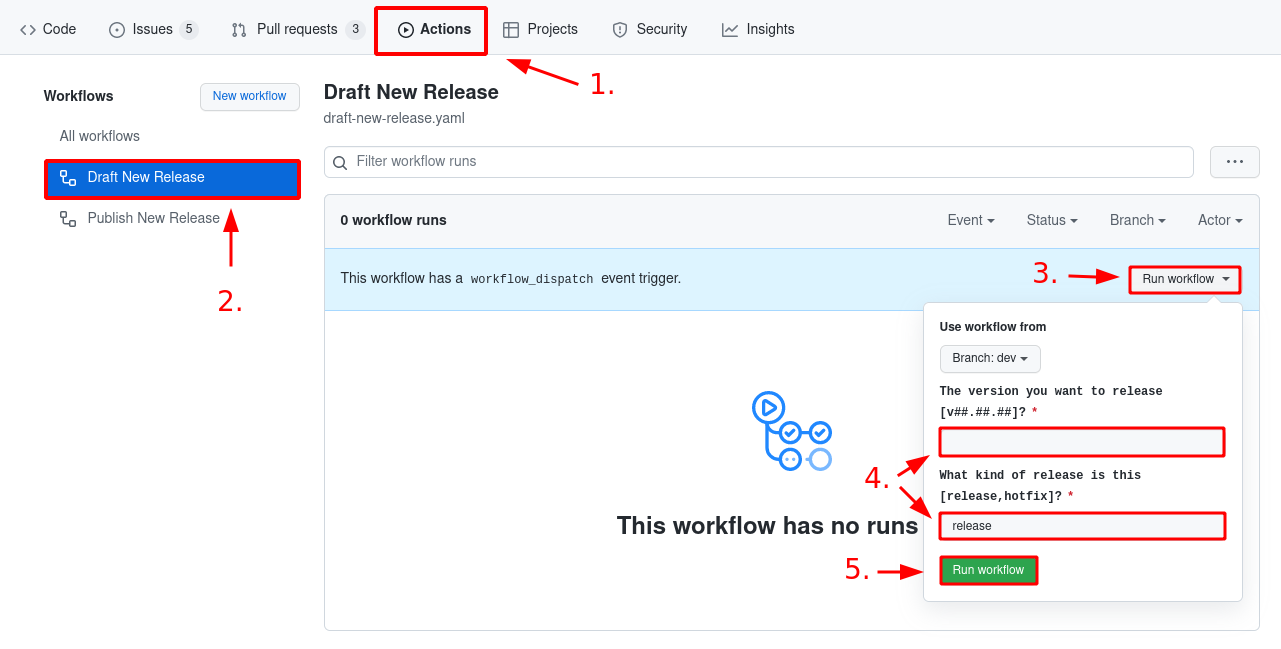 Code Issues 5 Pull requests 3 Actions Projects Security Insights
1.
Workflows
New workflow
All workflows
Draft New Release
Publish New Release
2.
Draft New Release
draft-new-release.yaml
Filter workflow runs
0 workflow runs
Event Status Branch Actor
This workflow has a workflow_dispatch event trigger.
3.
Run workflow
Use workflow from
Branch: dev
The version you want to release
[v##.##.##]? *
4.
What kind of release is this
[release,hotfix]? *
release
5.
Run workflow
This workflow has no runs